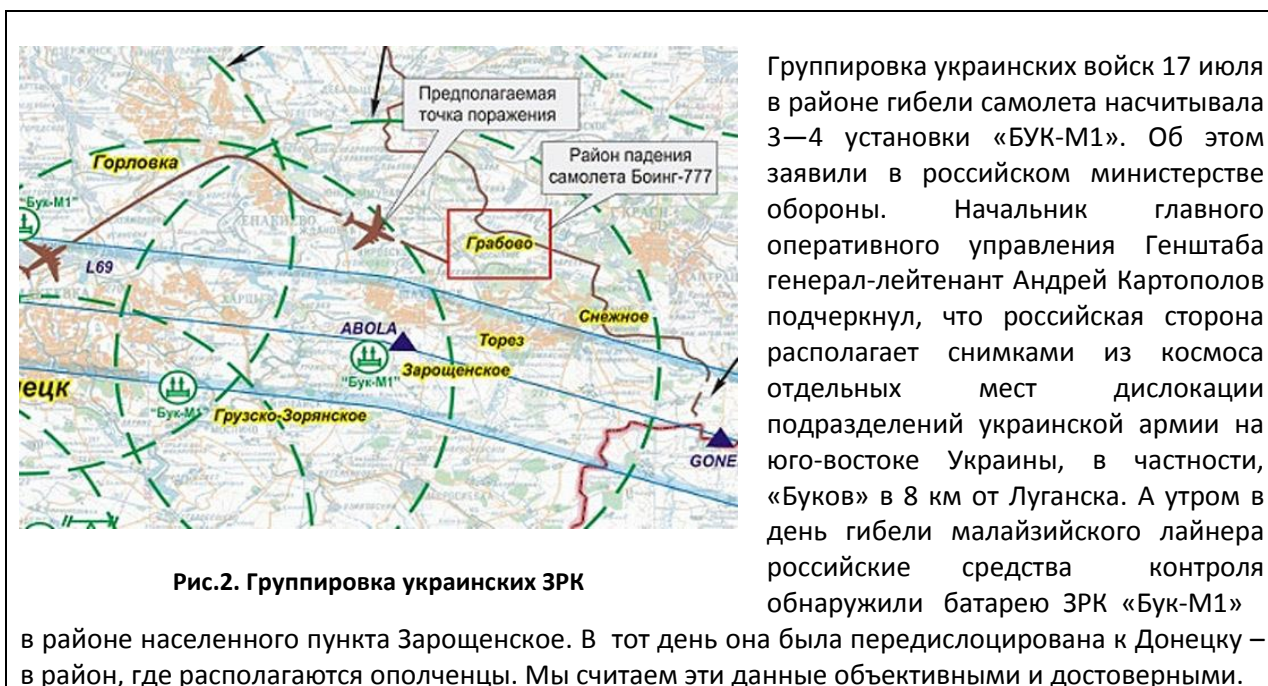 Предполагаемая
точка поражения
Район падения
самолета Боинг-777
Горловка
"Бук-М1"
ЕНАКИЕВО
Грабово
L69
Снежное
ABOLA
Торез
"Бук-М1"
Зарощенское
"Бук-М1"
Грузско-Зорянское
ецк
GONE
Рис.2. Группировка украинских ЗРК
Группировка украинских войск 17 июля
в районе гибели самолета насчитывала
3—4 установки «БУК-М1». Об этом
заявили в российском министерстве
обороны. Начальник главного
оперативного управления Генштаба
генерал-лейтенант Андрей Картополов
подчеркнул, что российская сторона
располагает снимками из космоса
отдельных мест дислокации
подразделений украинской армии на
юго-востоке Украины, в частности,
«Буков» в 8 км от Луганска. А утром в
день гибели малайзийского лайнера
российские средства контроля
обнаружили батарею ЗРК «Бук-М1»
в районе населенного пункта Зарощенское. В тот день она была передислоцирована к Донецку –
в район, где располагаются ополченцы. Мы считаем эти данные объективными и достоверными.